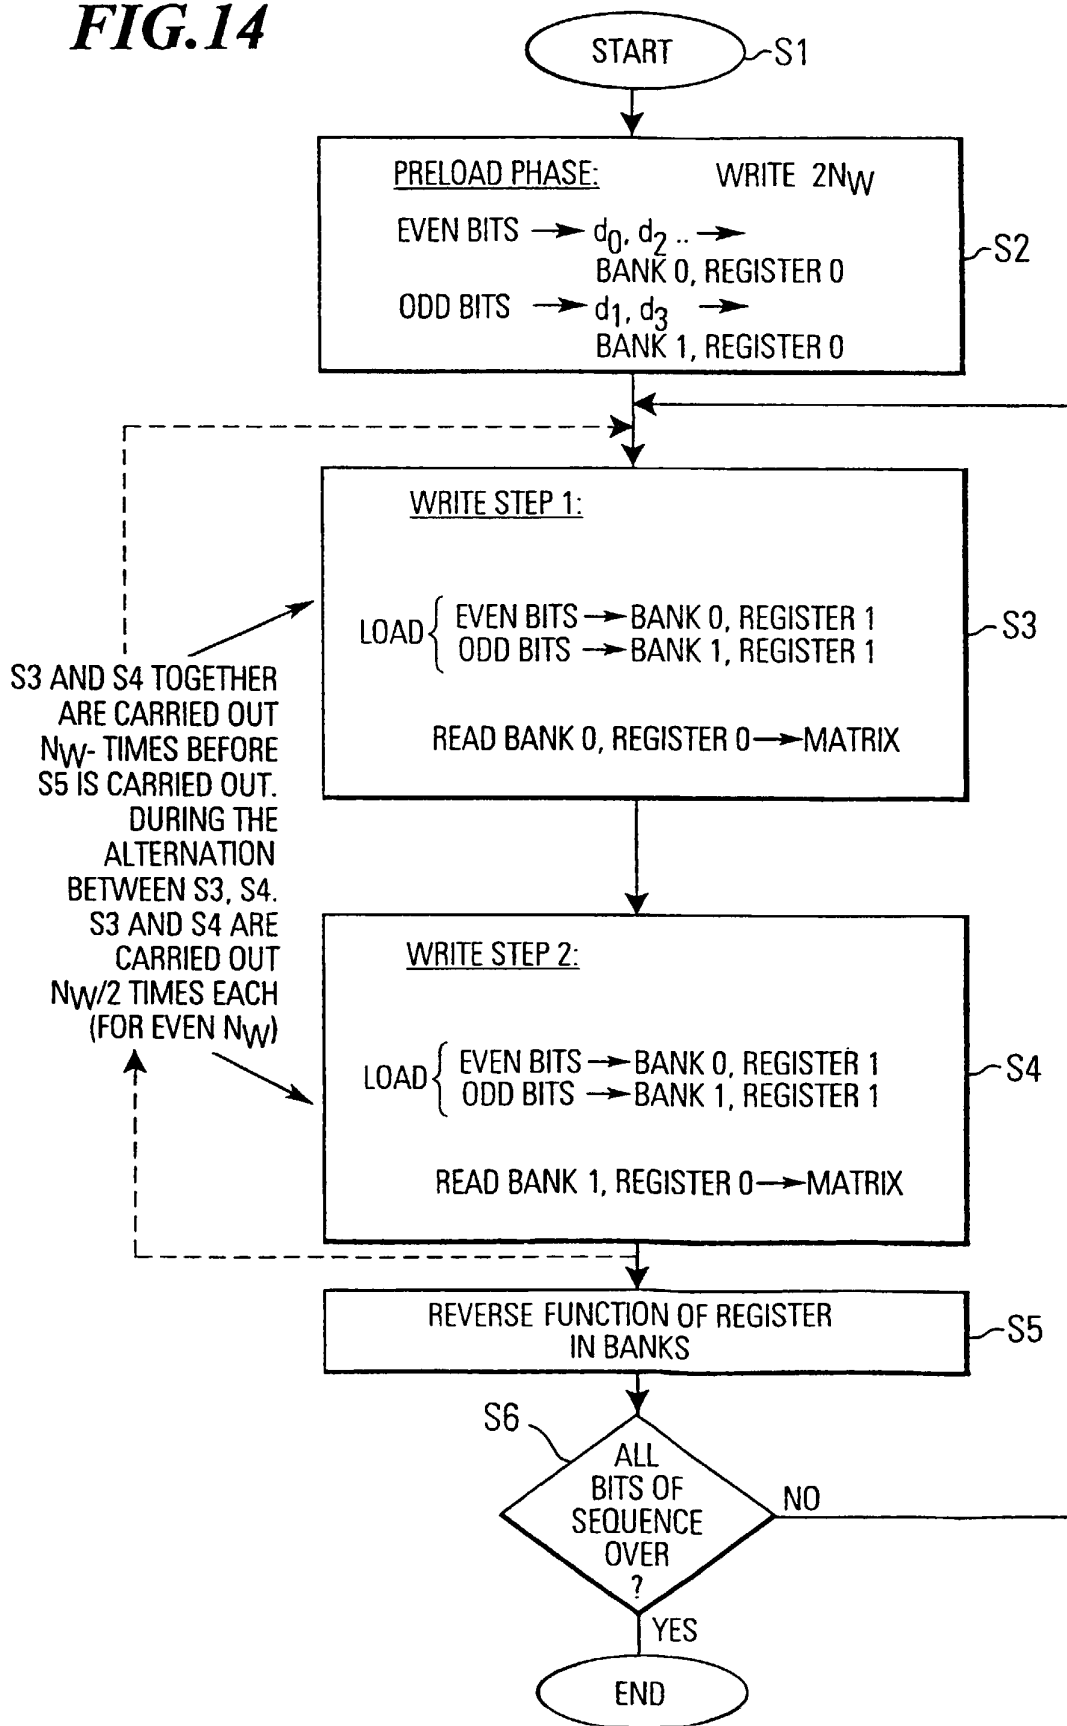 FIG.14
START
S1
PRELOAD PHASE: WRITE 2NW
EVEN BITS → d0, d2 .. →
BANK 0, REGISTER 0
ODD BITS → d1, d3 →
BANK 1, REGISTER 0
S2
WRITE STEP 1:
LOAD { EVEN BITS → BANK 0, REGISTER 1
ODD BITS → BANK 1, REGISTER 1
READ BANK 0, REGISTER 0 → MATRIX
S3
S3 AND S4 TOGETHER
ARE CARRIED OUT
NW- TIMES BEFORE
S5 IS CARRIED OUT.
DURING THE
ALTERNATION
BETWEEN S3, S4.
S3 AND S4 ARE
CARRIED OUT
NW/2 TIMES EACH
(FOR EVEN NW)
WRITE STEP 2:
LOAD { EVEN BITS → BANK 0, REGISTER 1
ODD BITS → BANK 1, REGISTER 1
READ BANK 1, REGISTER 0 → MATRIX
S4
REVERSE FUNCTION OF REGISTER
IN BANKS
S5
S6
ALL
BITS OF
SEQUENCE
OVER
?
NO
YES
END